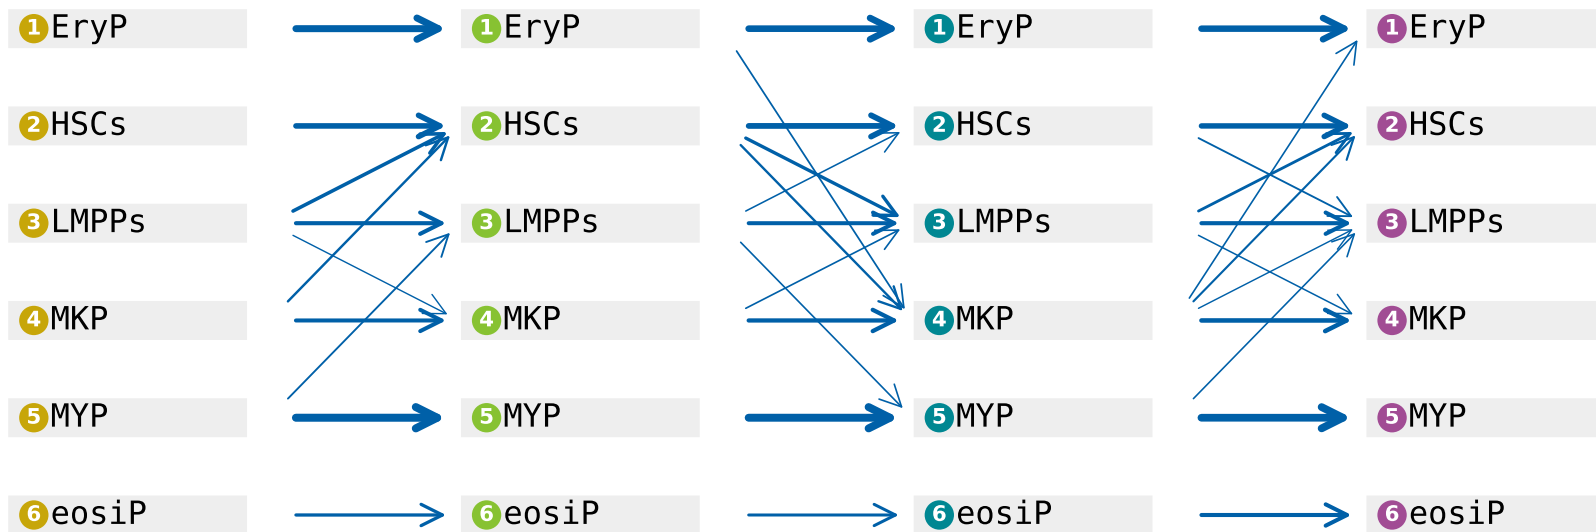 1 EryP 1 EryP 1 EryP 1 EryP
2 HSCs 2 HSCs 2 HSCs 2 HSCs
3 LMPPs 3 LMPPs 3 LMPPs 3 LMPPs
4 MKP 4 MKP 4 MKP 4 MKP
5 MYP 5 MYP 5 MYP 5 MYP
6 eosiP 6 eosiP 6 eosiP 6 eosiP